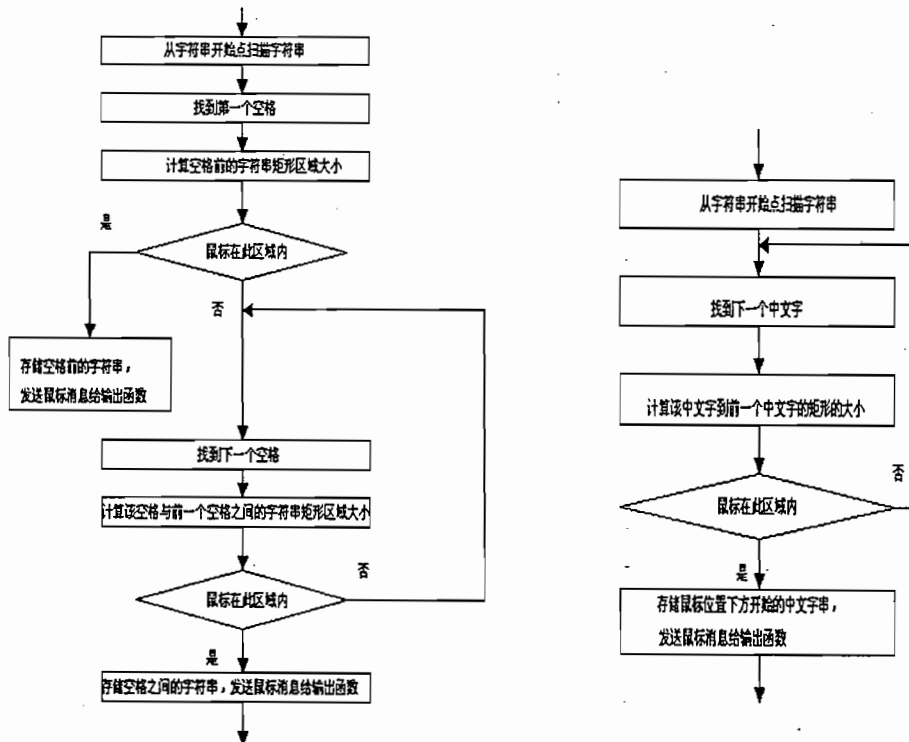 从字符串开始点扫描字符串
找到第一个空格
计算空格前的字符串矩形区域大小
是
鼠标在此区域内
否
存储空格前的字符串，
发送鼠标消息给输出函数
找到下一个空格
计算该空格与前一个空格之间的字符串矩形区域大小
否
鼠标在此区域内
是
存储空格之间的字符串，发送鼠标消息给输出函数
从字符串开始点扫描字符串
找到下一个中文字
计算该中文字到前一个中文字的矩形的大小
否
鼠标在此区域内
是
存储鼠标位置下方开始的中文字串，
发送鼠标消息给输出函数